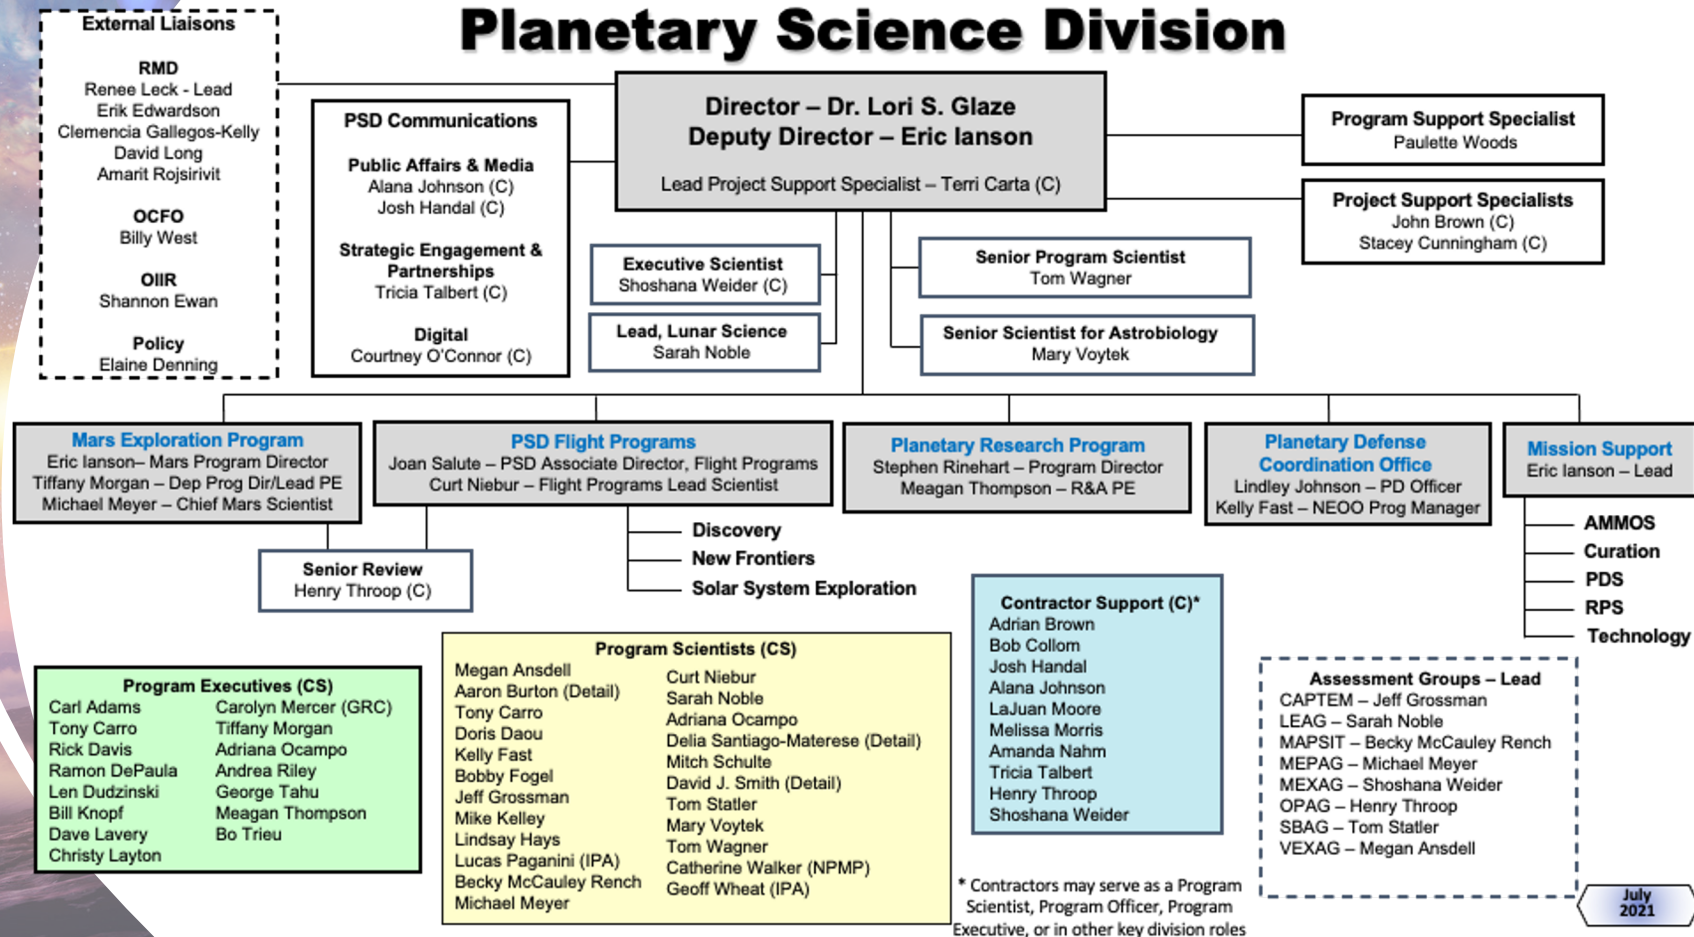 Planetary Science Division
External Liaisons
RMD
Renee Leck - Lead
Erik Edwardson
Clemencia Gallegos-Kelly
David Long
Amarit Rojsirivit
OCFO
Billy West
OIIR
Shannon Ewan
Policy
Elaine Denning
PSD Communications
Public Affairs & Media
Alana Johnson (C)
Josh Handal (C)
Strategic Engagement &
Partnerships
Tricia Talbert (C)
Digital
Courtney O'Connor (C)
Director – Dr. Lori S. Glaze
Deputy Director – Eric Ianson
Lead Project Support Specialist – Terri Carta (C)
Program Support Specialist
Paulette Woods
Project Support Specialists
John Brown (C)
Stacey Cunningham (C)
Executive Scientist
Shoshana Weider (C)
Lead, Lunar Science
Sarah Noble
Senior Program Scientist
Tom Wagner
Senior Scientist for Astrobiology
Mary Voytek
Mars Exploration Program
Eric Ianson– Mars Program Director
Tiffany Morgan – Dep Prog Dir/Lead PE
Michael Meyer – Chief Mars Scientist
PSD Flight Programs
Joan Salute – PSD Associate Director, Flight Programs
Curt Niebur – Flight Programs Lead Scientist
Planetary Research Program
Stephen Rinehart – Program Director
Meagan Thompson – R&A PE
Planetary Defense
Coordination Office
Lindley Johnson – PD Officer
Kelly Fast – NEOO Prog Manager
Mission Support
Eric Ianson – Lead
Senior Review
Henry Throop (C)
Discovery
New Frontiers
Solar System Exploration
AMMOS
Curation
PDS
RPS
Technology
Program Executives (CS)
Carl Adams
Tony Carro
Rick Davis
Ramon DePaula
Len Dudzinski
Bill Knopf
Dave Lavery
Christy Layton
Carolyn Mercer (GRC)
Tiffany Morgan
Adriana Ocampo
Andrea Riley
George Tahu
Meagan Thompson
Bo Trieu
Program Scientists (CS)
Megan Ansdell
Aaron Burton (Detail)
Tony Carro
Doris Daou
Kelly Fast
Bobby Fogel
Jeff Grossman
Mike Kelley
Lindsay Hays
Lucas Paganini (IPA)
Becky McCauley Rench
Michael Meyer
Curt Niebur
Sarah Noble
Adriana Ocampo
Delia Santiago-Materese (Detail)
Mitch Schulte
David J. Smith (Detail)
Tom Statler
Mary Voytek
Tom Wagner
Catherine Walker (NPMP)
Geoff Wheat (IPA)
Contractor Support (C)*
Adrian Brown
Bob Collom
Josh Handal
Alana Johnson
LaJuan Moore
Melissa Morris
Amanda Nahm
Tricia Talbert
Henry Throop
Shoshana Weider
* Contractors may serve as a Program
Scientist, Program Officer, Program
Executive, or in other key division roles
Assessment Groups – Lead
CAPTEM – Jeff Grossman
LEAG – Sarah Noble
MAPSIT – Becky McCauley Rench
MEPAG – Michael Meyer
MEXAG – Shoshana Weider
OPAG – Henry Throop
SBAG – Tom Statler
VEXAG – Megan Ansdell
July
2021